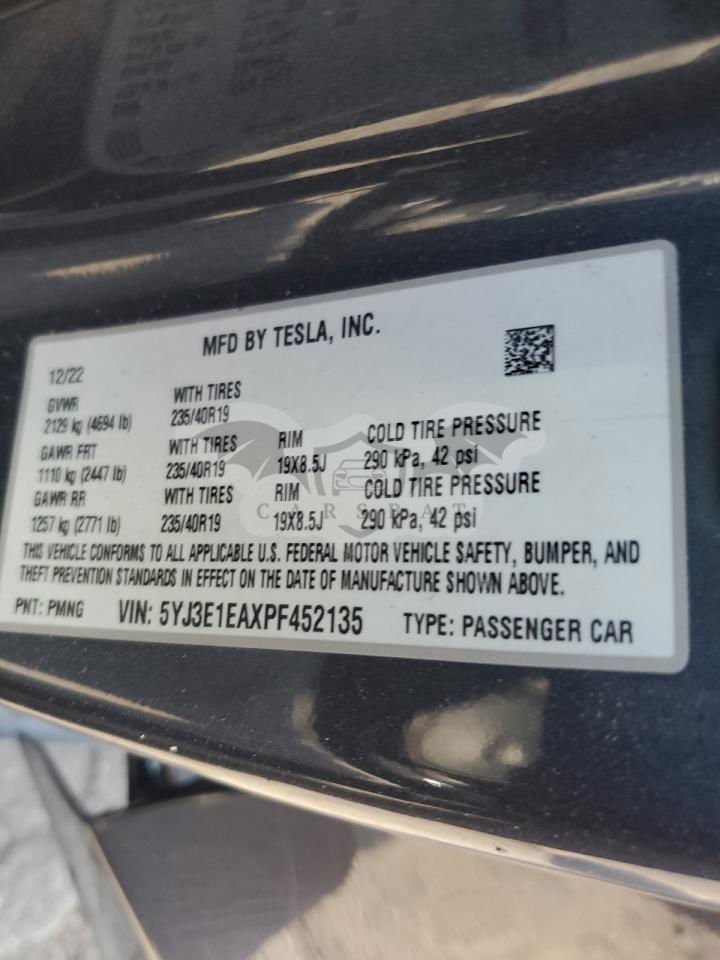 MFD BY TESLA, INC.
12/22
GVWR WITH TIRES
2129 kg (4694 lb) 235/40R19
GAWR FRT WITH TIRES RIM COLD TIRE PRESSURE
1110 kg (2447 lb) 235/40R19 19X8.5J 290 kPa, 42 psi
GAWR RR WITH TIRES RIM COLD TIRE PRESSURE
1257 kg (2771 lb) 235/40R19 19X8.5J 290 kPa, 42 psi
CARSBAT
THIS VEHICLE CONFORMS TO ALL APPLICABLE U.S. FEDERAL MOTOR VEHICLE SAFETY, BUMPER, AND
THEFT PREVENTION STANDARDS IN EFFECT ON THE DATE OF MANUFACTURE SHOWN ABOVE.
PNT: PMNG VIN: 5YJ3E1EAXPF452135 TYPE: PASSENGER CAR